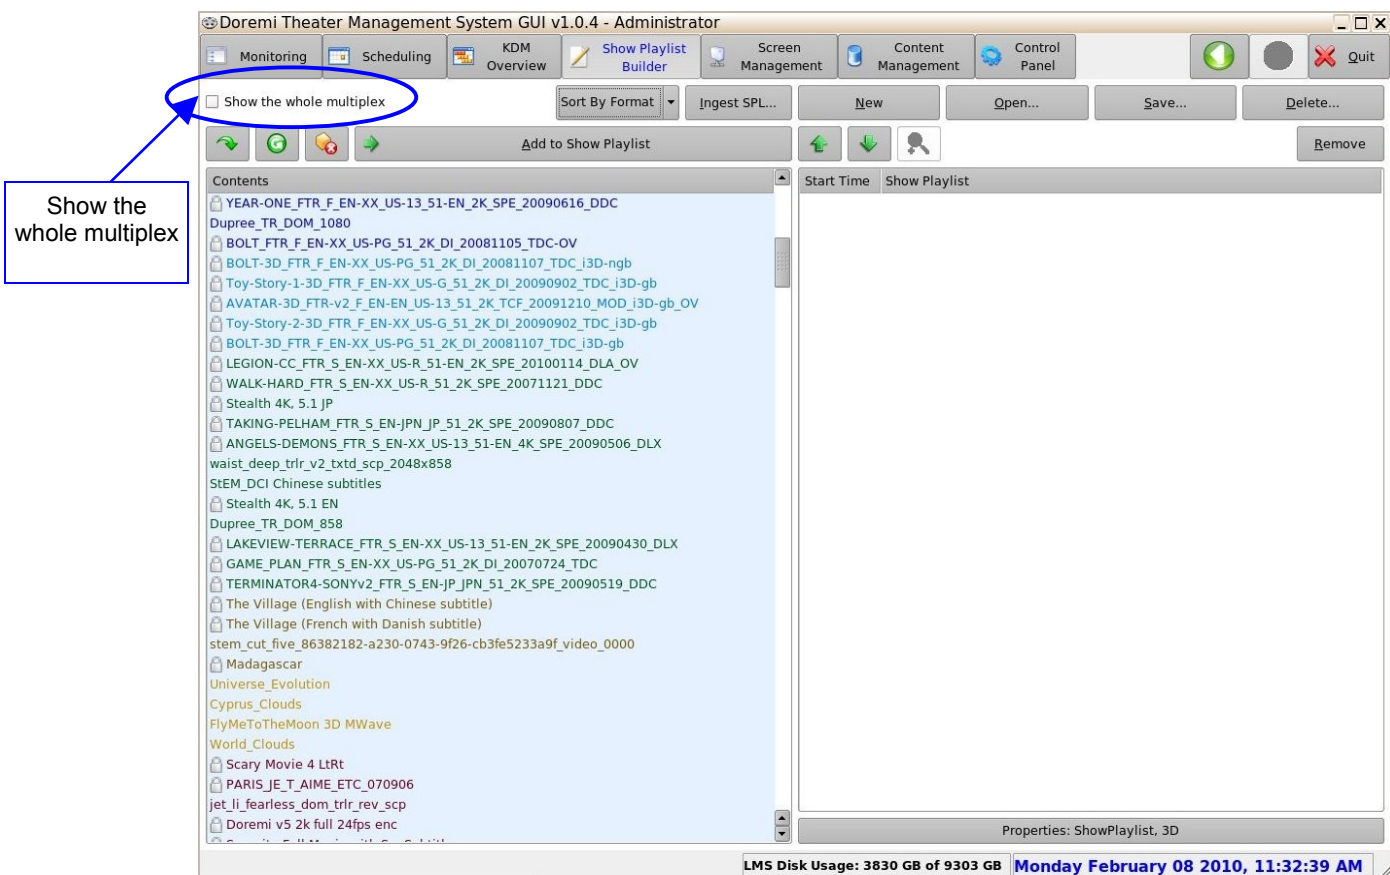 Doremi Theater Management System GUI v1.0.4 - Administrator
Monitoring
Scheduling
KDM
Overview
Show Playlist
Builder
Screen
Management
Content
Management
Control
Panel
Quit
Show the whole multiplex
Sort By Format
Ingest SPL...
New
Open...
Save...
Delete...
Add to Show Playlist
Remove
Show the
whole multiplex
Contents
Start Time Show Playlist
YEAR-ONE_FTR_F_EN-XX_US-13_51-EN_2K_SPE_20090616_DDC
Dupree_TR_DOM_1080
BOLT_FTR_F_EN-XX_US-PG_51_2K_DI_20081105_TDC-OV
BOLT-3D_FTR_F_EN-XX_US-PG_51_2K_DI_20081107_TDC_i3D-ngb
Toy-Story-1-3D_FTR_F_EN-XX_US-G_51_2K_DI_20090902_TDC_i3D-gb
AVATAR-3D_FTR-v2_F_EN-EN_US-13_51_2K_TCF_20091210_MOD_i3D-gb_OV
Toy-Story-2-3D_FTR_F_EN-XX_US-G_51_2K_DI_20090902_TDC_i3D-gb
BOLT-3D_FTR_F_EN-XX_US-PG_51_2K_DI_20081107_TDC_i3D-gb
LEGION-CC_FTR_S_EN-XX_US-R_51-EN_2K_SPE_20100114_DLA_OV
WALK-HARD_FTR_S_EN-XX_US-R_51_2K_SPE_20071121_DDC
Stealth 4K, 5.1 JP
TAKING-PELHAM_FTR_S_EN-JPN_JP_51_2K_SPE_20090807_DDC
ANGELS-DEMONS_FTR_S_EN-XX_US-13_51-EN_4K_SPE_20090506_DLX
waist_deep_trlr_v2_txtd_scp_2048x858
StEM_DCI Chinese subtitles
Stealth 4K, 5.1 EN
Dupree_TR_DOM_858
LAKEVIEW-TERRACE_FTR_S_EN-XX_US-13_51-EN_2K_SPE_20090430_DLX
GAME_PLAN_FTR_S_EN-XX_US-PG_51_2K_DI_20070724_TDC
TERMINATOR4-SONYv2_FTR_S_EN-JP_JPN_51_2K_SPE_20090519_DDC
The Village (English with Chinese subtitle)
The Village (French with Danish subtitle)
stem_cut_five_86382182-a230-0743-9f26-cb3fe5233a9f_video_0000
Madagascar
Universe_Evolution
Cyprus_Clouds
FlyMeToTheMoon 3D MWave
World_Clouds
Scary Movie 4 LtRt
PARIS_JE_T_AIME_ETC_070906
jet_li_fearless_dom_trlr_rev_scp
Doremi v5 2k full 24fps enc
Properties: ShowPlaylist, 3D
LMS Disk Usage: 3830 GB of 9303 GB
Monday February 08 2010, 11:32:39 AM